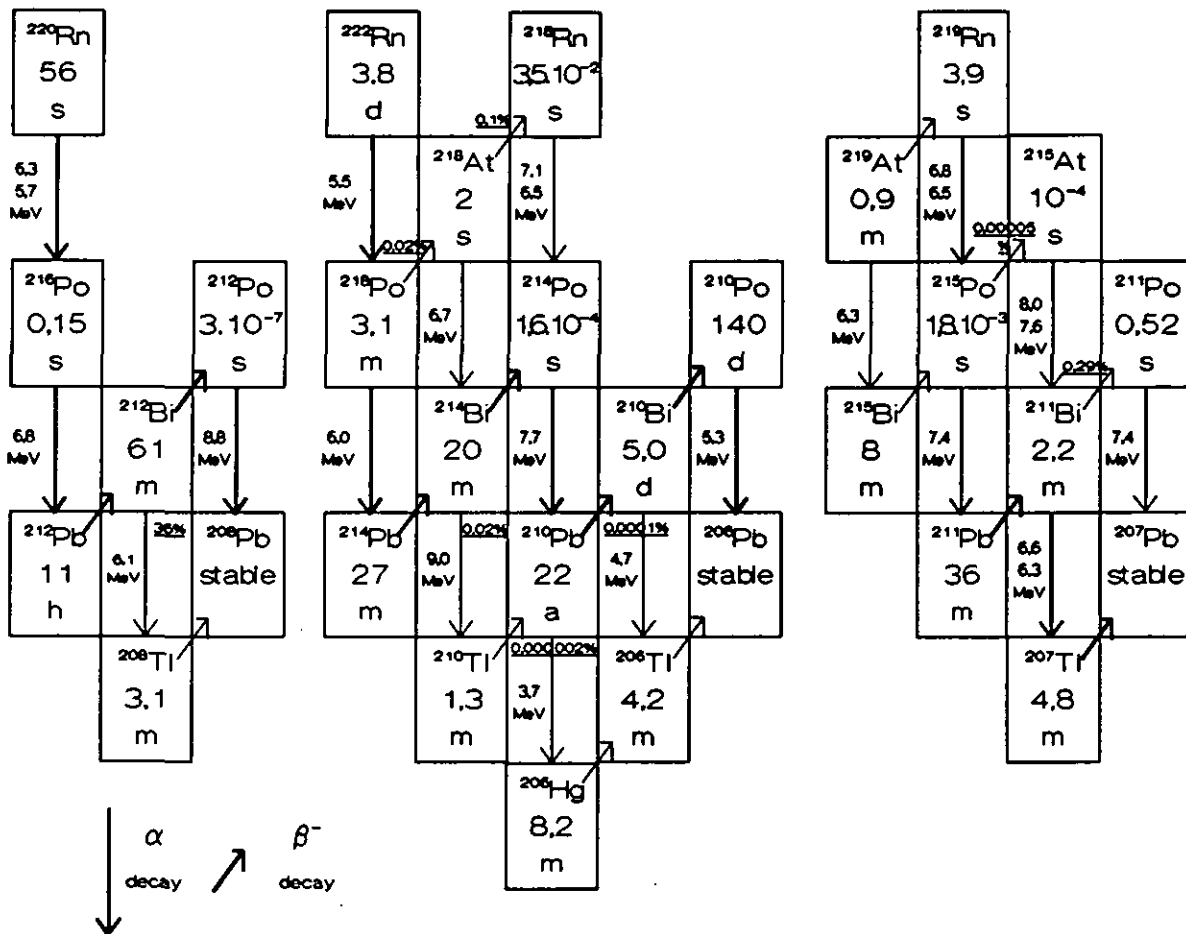 ²²⁰Rn
56
s
²²²Rn
3.8
d
²¹⁸Rn
3,5.10⁻²
s
²¹⁹Rn
3,9
s
0,1%
²¹⁸At
2
s
²¹⁹At
0,9
m
²¹⁵At
10⁻⁴
s
6,3
5,7
MeV
5,5
MeV
7,1
6,5
MeV
6,8
6,5
MeV
0,02%
0,00005
%
²¹⁶Po
0,15
s
²¹²Po
3.10⁻⁷
s
²¹⁸Po
3,1
m
6,7
MeV
²¹⁴Po
1,6.10⁻⁴
s
²¹⁰Po
140
d
6,3
MeV
²¹⁵Po
1,8.10⁻³
s
8,0
7,6
MeV
²¹¹Po
0,52
s
0,29%
6,8
MeV
²¹²Bi
61
m
8,8
MeV
6,0
MeV
²¹⁴Bi
20
m
7,7
MeV
²¹⁰Bi
5,0
d
5,3
MeV
²¹⁵Bi
8
m
7,4
MeV
²¹¹Bi
2,2
m
7,4
MeV
²¹²Pb
11
h
6,1
MeV
36%
²⁰⁸Pb
stable
²¹⁴Pb
27
m
9,0
MeV
0,02%
²¹⁰Pb
22
a
0,0001%
4,7
MeV
²⁰⁶Pb
stable
²¹¹Pb
36
m
6,6
6,3
MeV
²⁰⁷Pb
stable
²⁰⁸Tl
3,1
m
²¹⁰Tl
1,3
m
0,000002%
3,7
MeV
²⁰⁶Tl
4,2
m
²⁰⁷Tl
4,8
m
²⁰⁶Hg
8,2
m
α
decay
β⁻
decay